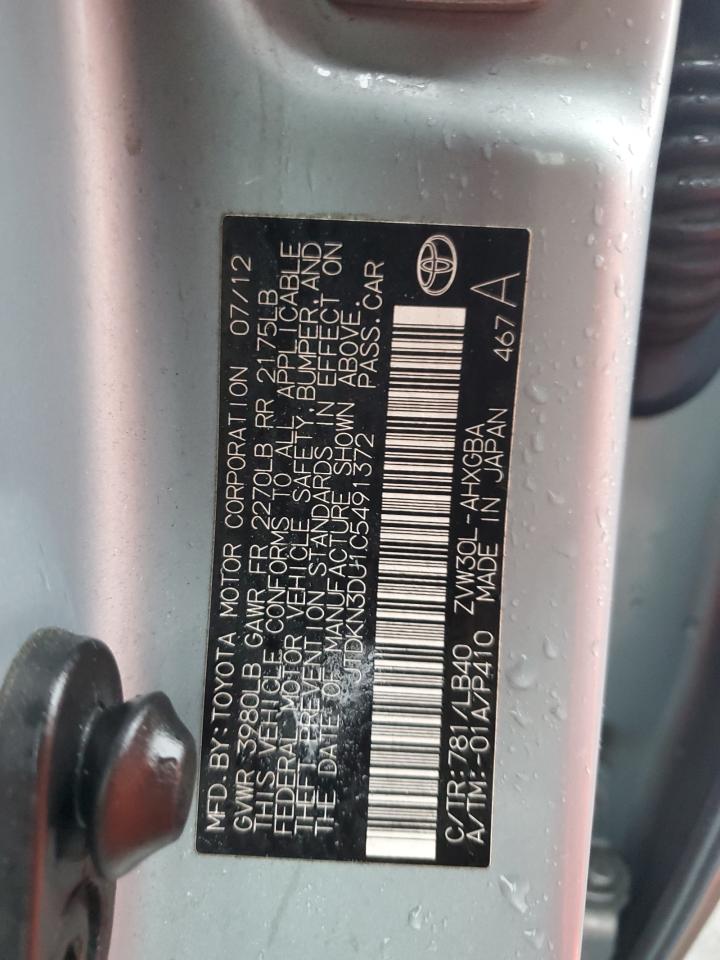 MFD BY: TOYOTA MOTOR CORPORATION 07/12
GVWR 3980LB GAWR FR 2270LB RR 2175LB
THIS VEHICLE CONFORMS TO ALL APPLICABLE
FEDERAL MOTOR VEHICLE SAFETY, BUMPER, AND
THEFT PREVENTION STANDARDS IN EFFECT ON
THE DATE OF MANUFACTURE SHOWN ABOVE.
JTDKN3DU1C5491372 PASS. CAR
C/TR: 781/LB40 ZVW30L-AHXGBA
A/TM: -01A/P410 MADE IN JAPAN 467 A